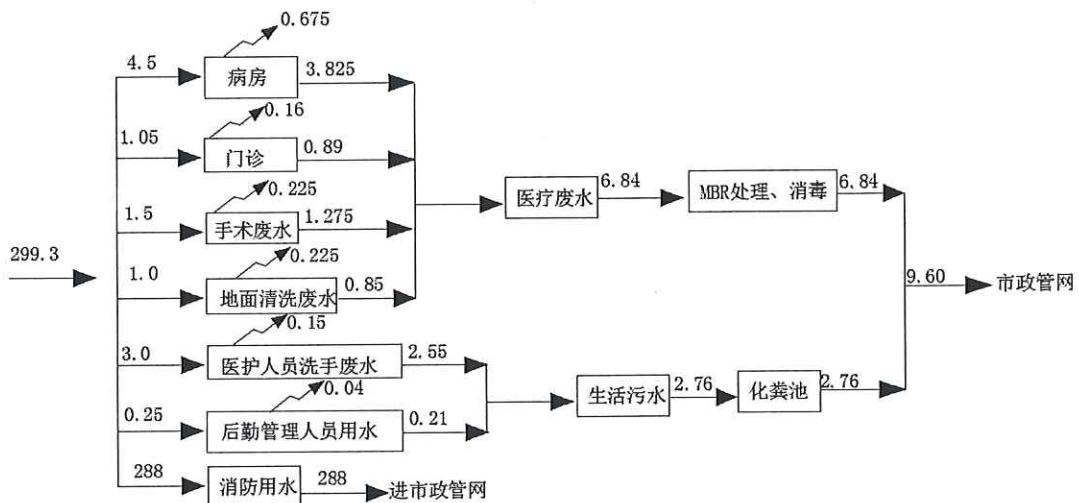 0.675
4.5
病房
3.825
0.16
1.05
门诊
0.89
0.225
1.5
手术废水
1.275
医疗废水
6.84
MBR处理、消毒
6.84
299.3
0.225
1.0
地面清洗废水
0.85
9.60
市政管网
0.15
3.0
医护人员洗手废水
2.55
0.04
0.25
后勤管理人员用水
0.21
生活污水
2.76
化粪池
2.76
288
消防用水
288
进市政管网